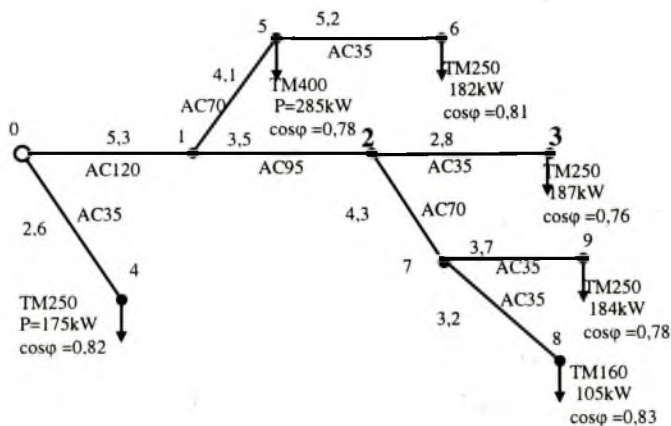 5
5,2
6
AC35
4,1
TM400
P=285kW
cosφ =0,78
TM250
182kW
cosφ =0,81
AC70
0
5,3
1
3,5
2
2,8
3
AC120
AC95
AC35
TM250
187kW
cosφ =0,76
2,6
AC35
4,3
AC70
4
7
3,7
9
AC35
TM250
184kW
cosφ =0,78
TM250
P=175kW
cosφ =0,82
AC35
3,2
8
TM160
105kW
cosφ =0,83